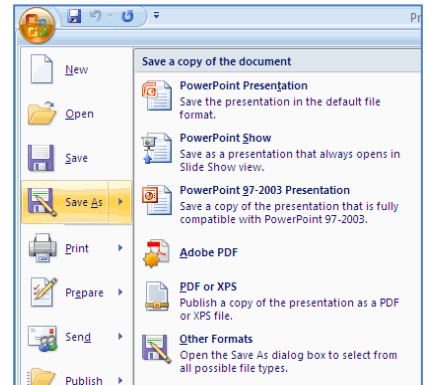 Pr
New
Open
Save
Save As
Print
Prepare
Send
Publish
Save a copy of the document
PowerPoint Presentation
Save the presentation in the default file
format.
PowerPoint Show
Save as a presentation that always opens in
Slide Show view.
PowerPoint 97-2003 Presentation
Save a copy of the presentation that is fully
compatible with PowerPoint 97-2003.
Adobe PDF
PDF or XPS
Publish a copy of the presentation as a PDF
or XPS file.
Other Formats
Open the Save As dialog box to select from
all possible file types.